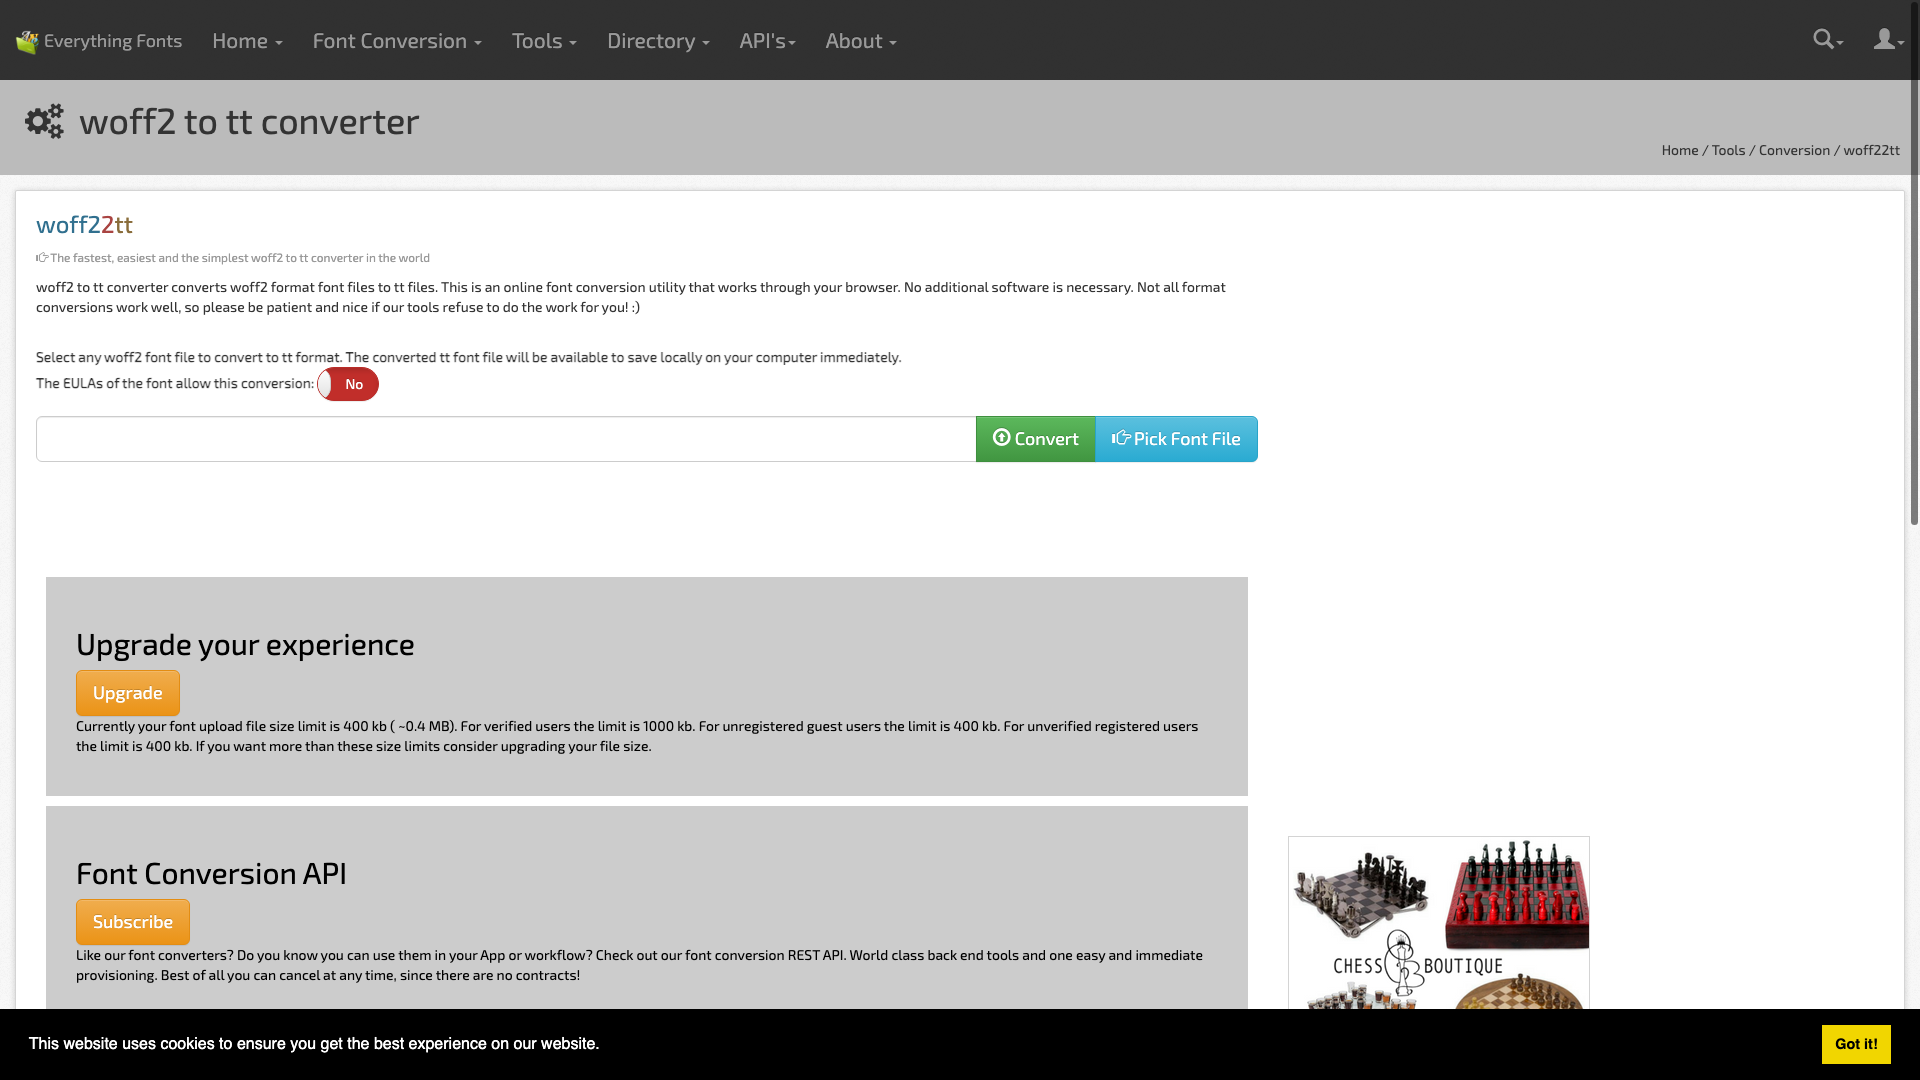 Everything Fonts Home Font Conversion Tools Directory API's About
woff2 to tt converter
Home / Tools / Conversion / woff22tt
woff22tt
The fastest, easiest and the simplest woff2 to tt converter in the world
woff2 to tt converter converts woff2 format font files to tt files. This is an online font conversion utility that works through your browser. No additional software is necessary. Not all format
conversions work well, so please be patient and nice if our tools refuse to do the work for you! :)
Select any woff2 font file to convert to tt format. The converted tt font file will be available to save locally on your computer immediately.
The EULAs of the font allow this conversion: No
Convert Pick Font File
Upgrade your experience
Upgrade
Currently your font upload file size limit is 400 kb ( ~0.4 MB). For verified users the limit is 1000 kb. For unregistered guest users the limit is 400 kb. For unverified registered users
the limit is 400 kb. If you want more than these size limits consider upgrading your file size.
Font Conversion API
Subscribe
Like our font converters? Do you know you can use them in your App or workflow? Check out our font conversion REST API. World class back end tools and one easy and immediate
provisioning. Best of all you can cancel at any time, since there are no contracts!
CHESS BOUTIQUE
This website uses cookies to ensure you get the best experience on our website.
Got it!